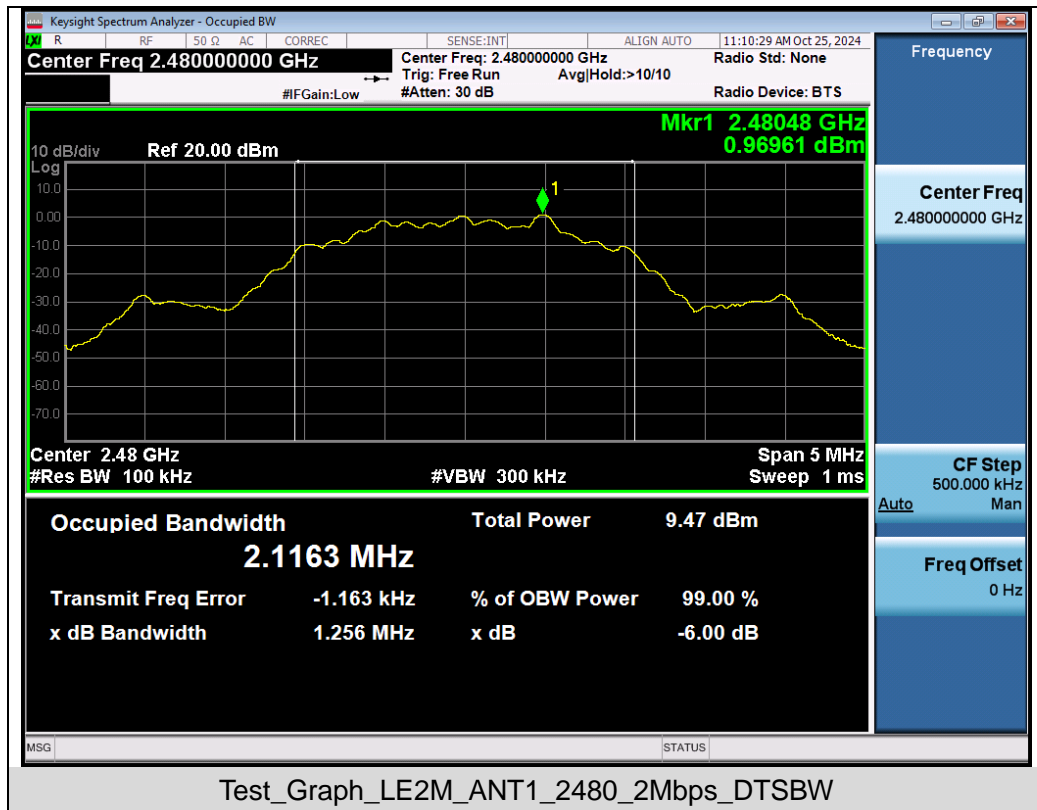 Keysight Spectrum Analyzer - Occupied BW
LXI R RF 50 Ω AC CORREC SENSE:INT ALIGN AUTO 11:10:29 AM Oct 25, 2024
Center Freq 2.480000000 GHz
Center Freq: 2.480000000 GHz Radio Std: None
Trig: Free Run Avg|Hold:>10/10
#IFGain:Low #Atten: 30 dB Radio Device: BTS
Mkr1 2.48048 GHz
0.96961 dBm
10 dB/div Ref 20.00 dBm
Log
10.0
0.00
-10.0
-20.0
-30.0
-40.0
-50.0
-60.0
-70.0
1
Center 2.48 GHz Span 5 MHz
#Res BW 100 kHz #VBW 300 kHz Sweep 1 ms
Occupied Bandwidth Total Power 9.47 dBm
2.1163 MHz
Transmit Freq Error -1.163 kHz % of OBW Power 99.00 %
x dB Bandwidth 1.256 MHz x dB -6.00 dB
MSG STATUS
Frequency
Center Freq
2.480000000 GHz
CF Step
500.000 kHz
Auto Man
Freq Offset
0 Hz
Test_Graph_LE2M_ANT1_2480_2Mbps_DTSBW